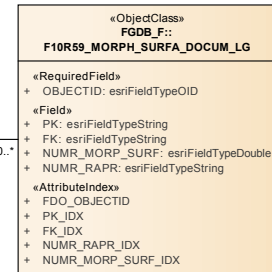 «ObjectClass»
FGDB_F::
F10R59_MORPH_SURFA_DOCUM_LG
«RequiredField»
+ OBJECTID: esriFieldTypeOID
«Field»
+ PK: esriFieldTypeString
+ FK: esriFieldTypeString
+ NUMR_MORP_SURF: esriFieldTypeDouble
+ NUMR_RAPR: esriFieldTypeString
«AttributeIndex»
+ FDO_OBJECTID
+ PK_IDX
+ FK_IDX
+ NUMR_RAPR_IDX
+ NUMR_MORP_SURF_IDX
0..*